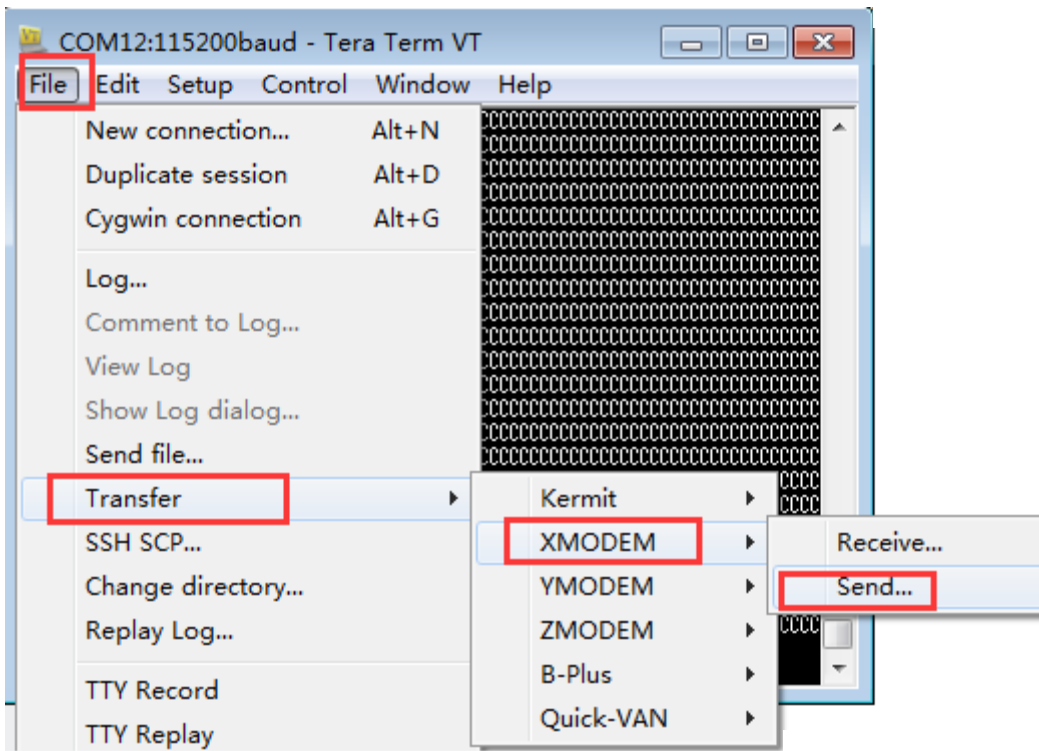 COM12:115200baud - Tera Term VT
File Edit Setup Control Window Help
New connection... Alt+N
Duplicate session Alt+D
Cygwin connection Alt+G
Log...
Comment to Log...
View Log
Show Log dialog...
Send file...
Transfer
Kermit
SSH SCP...
XMODEM
Receive...
Change directory...
YMODEM
Send...
Replay Log...
ZMODEM
B-Plus
TTY Record
Quick-VAN
TTY Replay